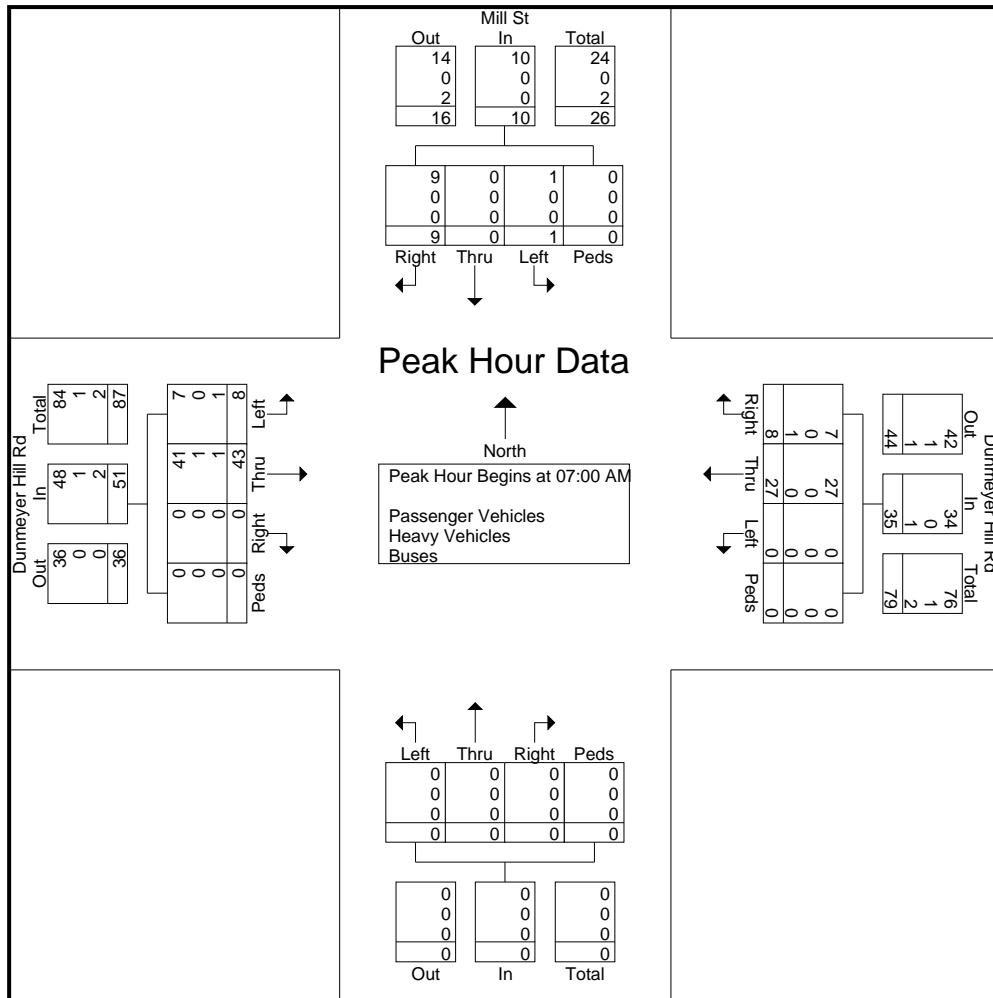 Mill St
Out In Total
14 10 24
0 0 0
2 0 2
16 10 26
9 0 1 0
0 0 0 0
0 0 0 0
9 0 1 0
Right Thru Left Peds
Peak Hour Data
North
Peak Hour Begins at 07:00 AM
Passenger Vehicles
Heavy Vehicles
Buses
Dunmeyer Hill Rd
Out In Total
36 48 84
0 1 1
0 2 2
36 51 87
Peds Right Thru Left
0 0 41 7
0 0 1 0
0 0 1 1
0 0 43 8
Dunmeyer Hill Rd
Out In Total
42 34 76
1 0 1
1 1 2
44 35 79
Right Thru Left Peds
7 27 0 0
0 0 0 0
1 0 0 0
8 27 0 0
Left Thru Right Peds
0 0 0 0
0 0 0 0
0 0 0 0
0 0 0 0
0 0 0
0 0 0
0 0 0
0 0 0
Out In Total